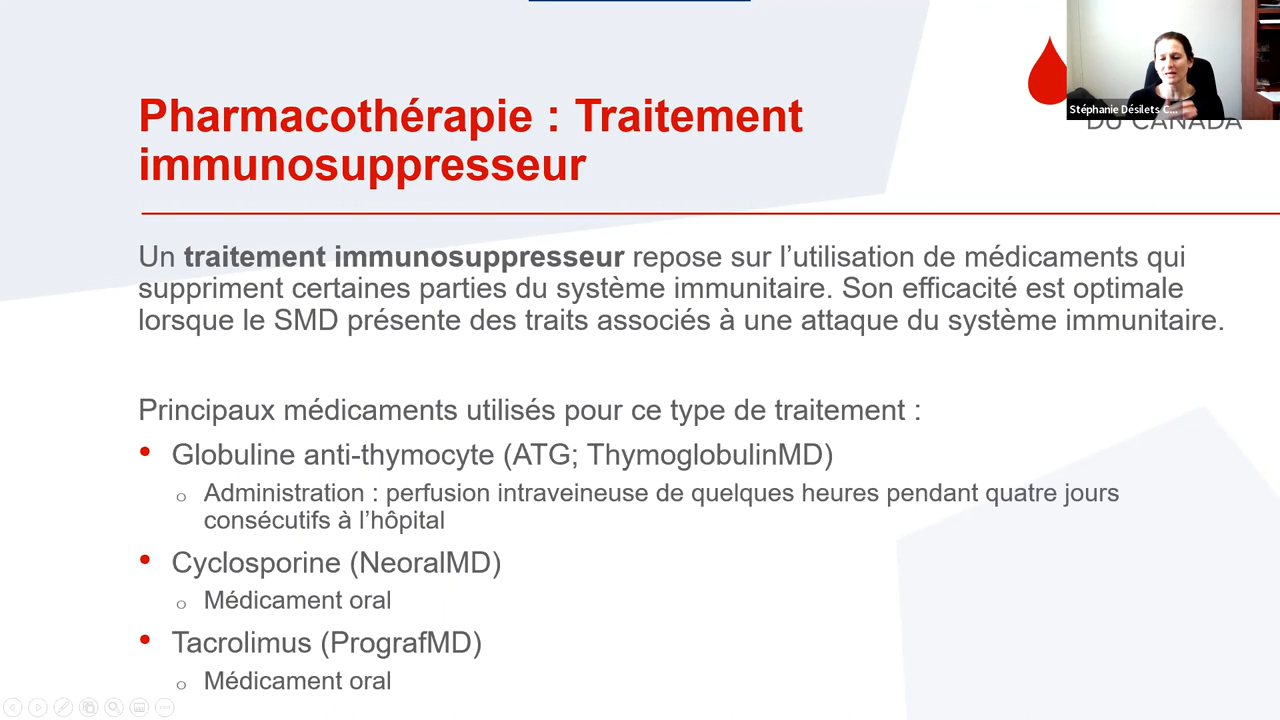 Pharmacothérapie : Traitement
immunosuppresseur
Stéphanie Désilets C...
DU CANADA
Un traitement immunosuppresseur repose sur l’utilisation de médicaments qui
suppriment certaines parties du système immunitaire. Son efficacité est optimale
lorsque le SMD présente des traits associés à une attaque du système immunitaire.
Principaux médicaments utilisés pour ce type de traitement :
• Globuline anti-thymocyte (ATG; ThymoglobulinMD)
o Administration : perfusion intraveineuse de quelques heures pendant quatre jours
consécutifs à l’hôpital
• Cyclosporine (NeoralMD)
o Médicament oral
• Tacrolimus (PrografMD)
o Médicament oral